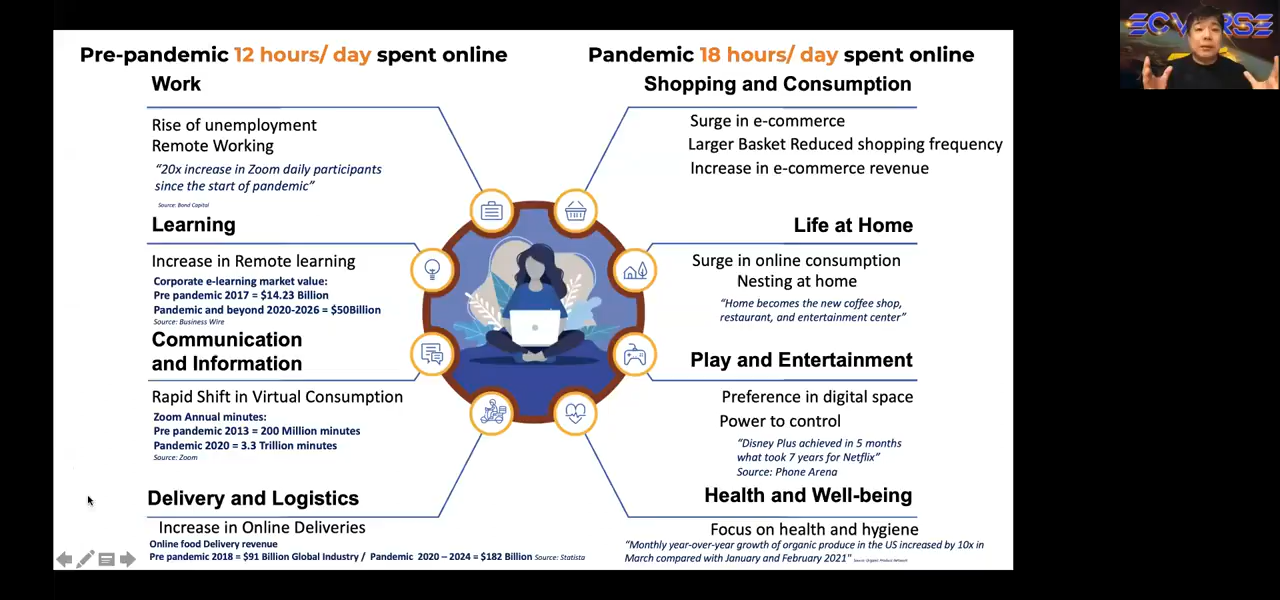 Pre-pandemic 12 hours/ day spent online
Work
Rise of unemployment
Remote Working
“20x increase in Zoom daily participants
since the start of pandemic”
Source: Bond Capital
Learning
Increase in Remote learning
Corporate e-learning market value:
Pre pandemic 2017 = $14.23 Billion
Pandemic and beyond 2020-2026 = $50Billion
Source: Business Wire
Communication
and Information
Rapid Shift in Virtual Consumption
Zoom Annual minutes:
Pre pandemic 2013 = 200 Million minutes
Pandemic 2020 = 3.3 Trillion minutes
Source: Zoom
Delivery and Logistics
Increase in Online Deliveries
Online food Delivery revenue
Pre pandemic 2018 = $91 Billion Global Industry / Pandemic 2020 – 2024 = $182 Billion Source: Statista
Pandemic 18 hours/ day spent online
Shopping and Consumption
Surge in e-commerce
Larger Basket Reduced shopping frequency
Increase in e-commerce revenue
Life at Home
Surge in online consumption
Nesting at home
“Home becomes the new coffee shop,
restaurant, and entertainment center”
Play and Entertainment
Preference in digital space
Power to control
“Disney Plus achieved in 5 months
what took 7 years for Netflix”
Source: Phone Arena
Health and Well-being
Focus on health and hygiene
“Monthly year-over-year growth of organic produce in the US increased by 10x in
March compared with January and February 2021" Source: Organic Produce Network